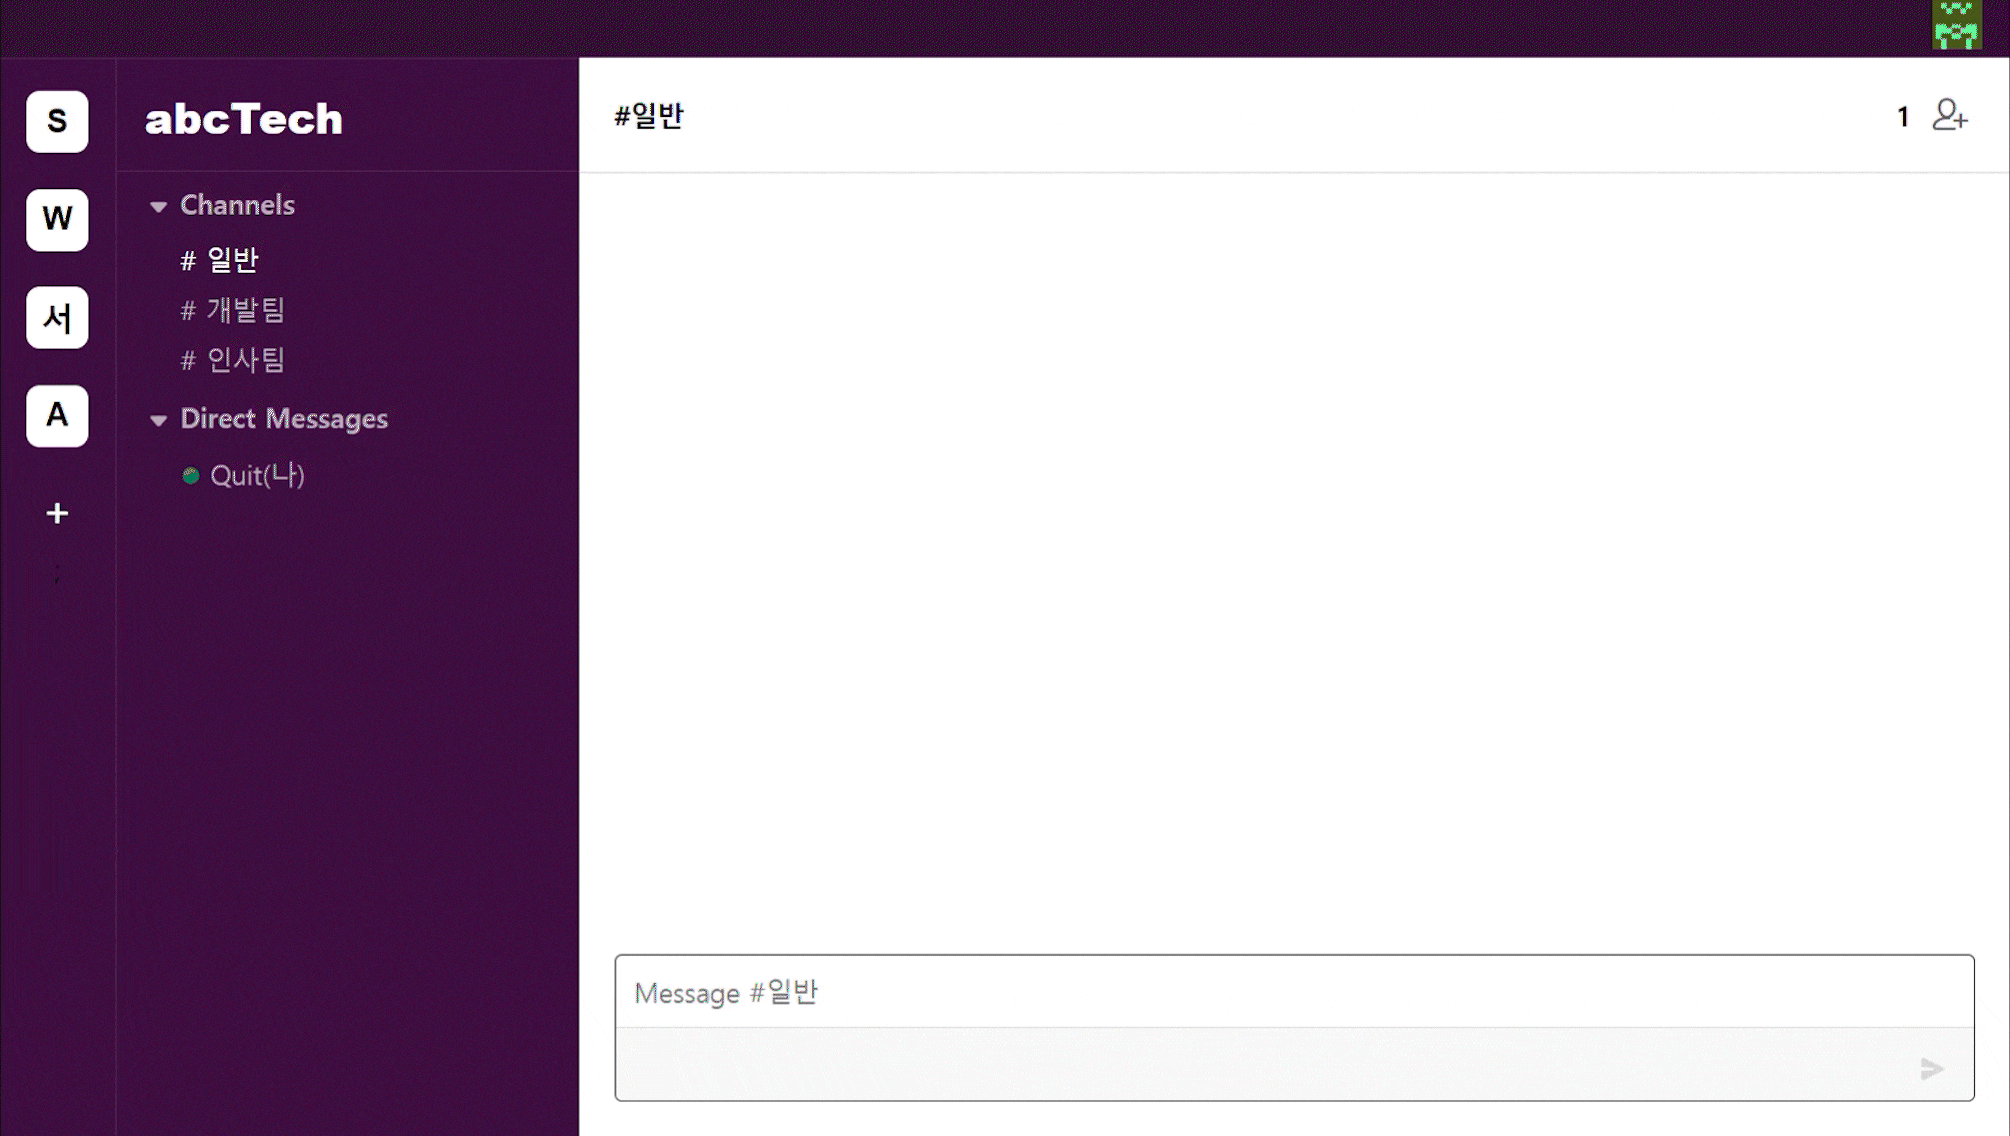 S
W
서
A
+
abcTech
Channels
# 일반
# 개발팀
# 인사팀
Direct Messages
Quit(나)
#일반
1
Message #일반